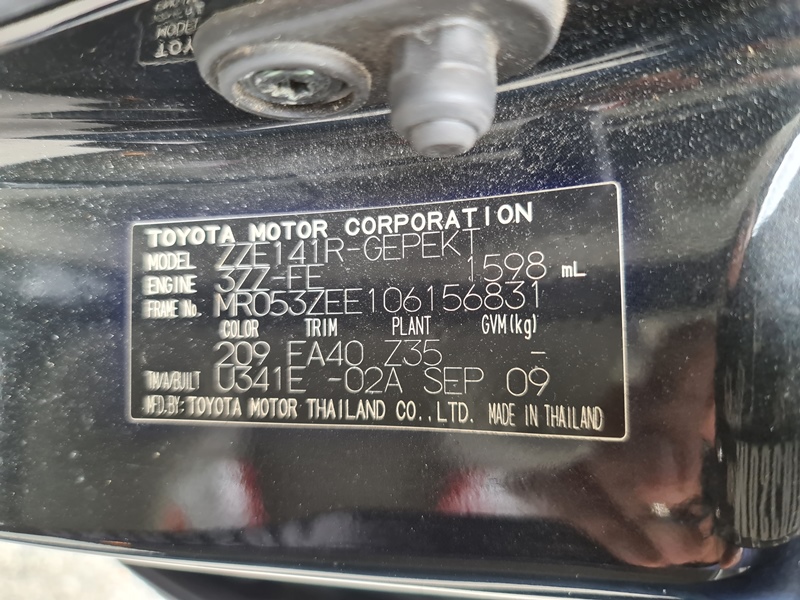 TOYOTA MOTOR CORPORATION
MODEL ZZE141R-GEPEKT
ENGINE 3ZZ-FE 1598 mL
FRAME No. MR053ZEE106156831
COLOR TRIM PLANT GVM(kg)
209 FA40 Z35 -
TM/A/BUILT U341E -02A SEP 09
MFD.BY: TOYOTA MOTOR THAILAND CO.,LTD. MADE IN THAILAND